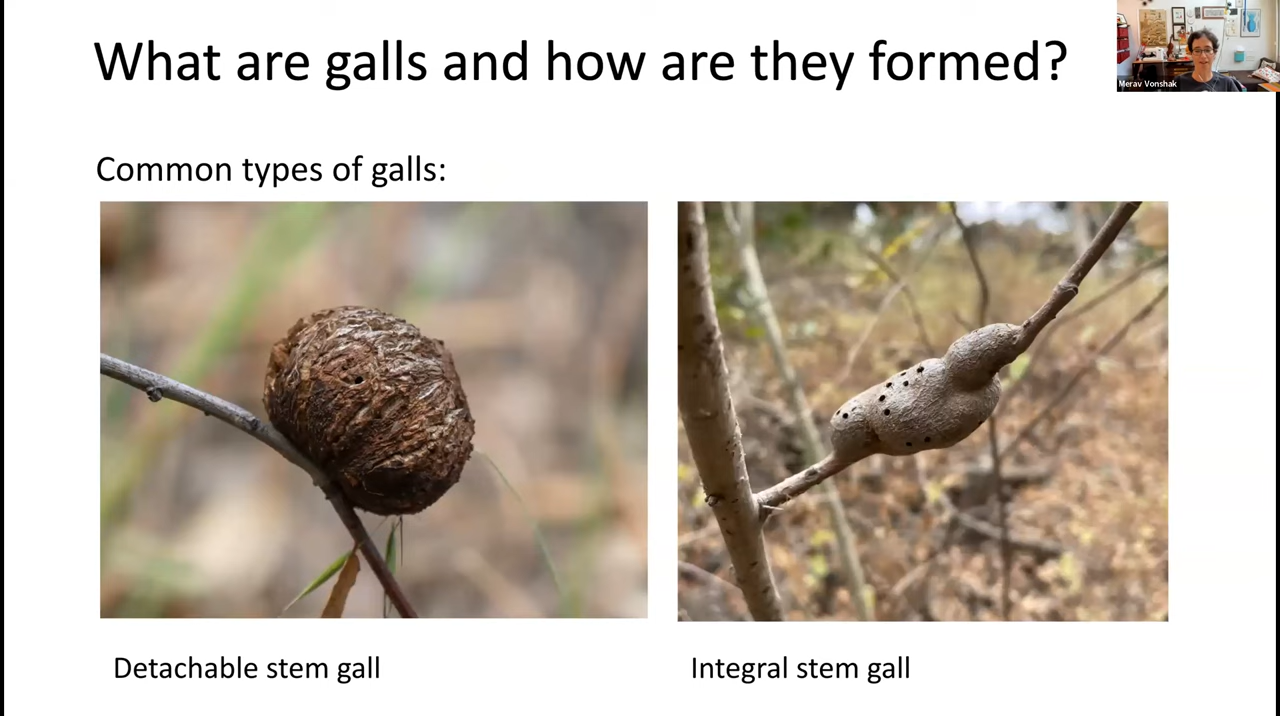 What are galls and how are they formed?
Merav Vonshak
Common types of galls:
Detachable stem gall
Integral stem gall